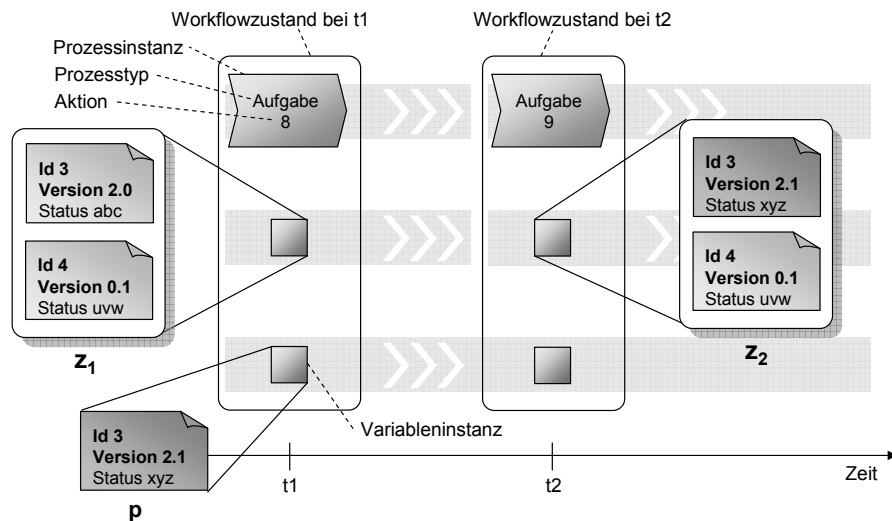 Workflowzustand bei t1
Workflowzustand bei t2
Prozessinstanz
Prozesstyp
Aktion
Aufgabe
8
Aufgabe
9
Id 3
Version 2.0
Status abc
Id 4
Version 0.1
Status uvw
z1
Id 3
Version 2.1
Status xyz
Id 4
Version 0.1
Status uvw
z2
Variableninstanz
Id 3
Version 2.1
Status xyz
p
t1
t2
Zeit